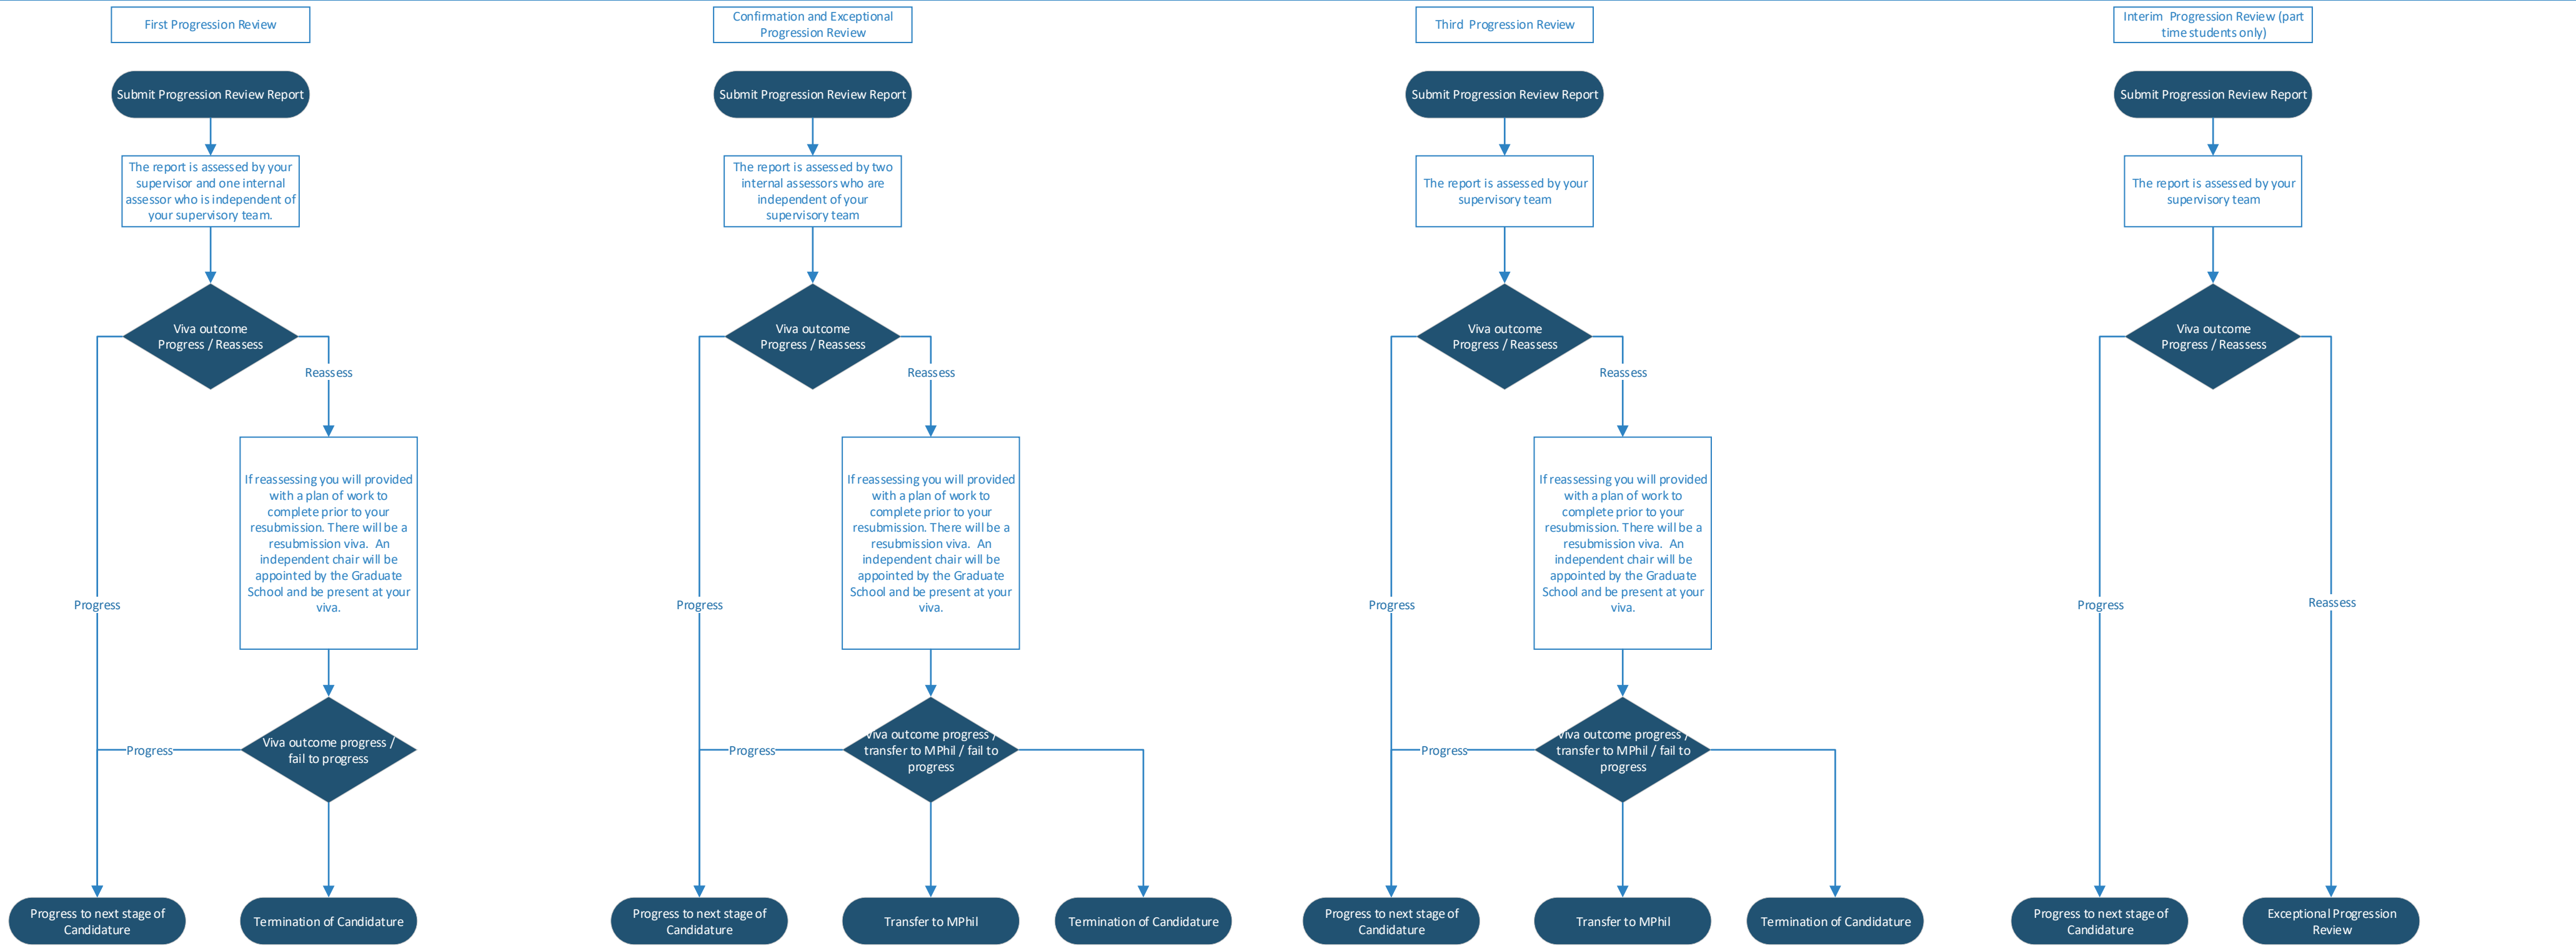 First Progression Review
Submit Progression Review Report
The report is assessed by your
supervisor and one internal
assessor who is independent of
your supervisory team.
Viva outcome
Progress / Reassess
Reassess
If reassessing you will provided
with a plan of work to
complete prior to your
resubmission. There will be a
resubmission viva.  An
independent chair will be
appointed by the Graduate
School and be present at your
viva.
Progress
Viva outcome progress /
fail to progress
Progress
Progress to next stage of
Candidature
Termination of Candidature
Confirmation and Exceptional
Progression Review
Submit Progression Review Report
The report is assessed by two
internal assessors who are
independent of your
supervisory team
Viva outcome
Progress / Reassess
Reassess
If reassessing you will provided
with a plan of work to
complete prior to your
resubmission. There will be a
resubmission viva.  An
independent chair will be
appointed by the Graduate
School and be present at your
viva.
Progress
Viva outcome progress /
transfer to MPhil / fail to
progress
Progress
Progress to next stage of
Candidature
Transfer to MPhil
Termination of Candidature
Third  Progression Review
Submit Progression Review Report
The report is assessed by your
supervisory team
Viva outcome
Progress / Reassess
Reassess
If reassessing you will provided
with a plan of work to
complete prior to your
resubmission. There will be a
resubmission viva.  An
independent chair will be
appointed by the Graduate
School and be present at your
viva.
Progress
Viva outcome progress /
transfer to MPhil / fail to
progress
Progress
Progress to next stage of
Candidature
Transfer to MPhil
Termination of Candidature
Interim  Progression Review (part
time students only)
Submit Progression Review Report
The report is assessed by your
supervisory team
Viva outcome
Progress / Reassess
Progress
Reassess
Progress to next stage of
Candidature
Exceptional Progression
Review